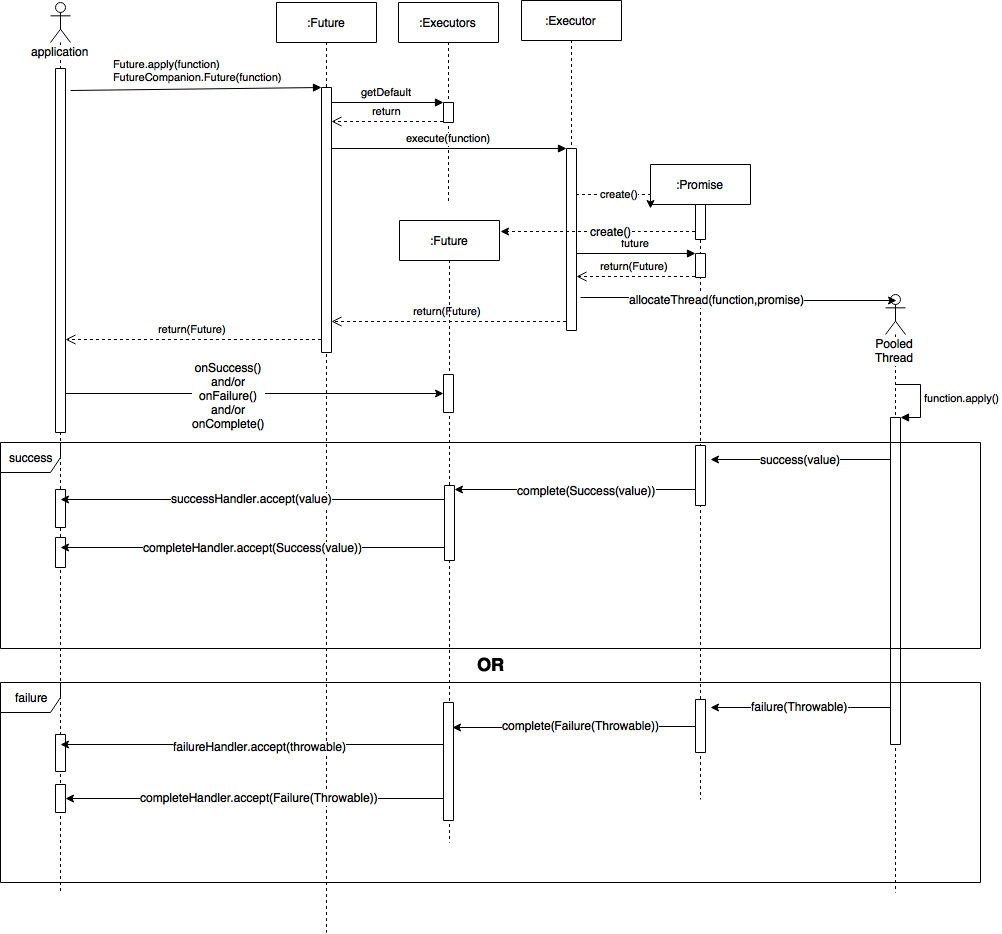 :Future
:Executors
:Executor
application
Future.apply(function)
FutureCompanion.Future(function)
getDefault
return
execute(function)
:Promise
create()
create()
:Future
future
return(Future)
allocateThread(function,promise)
return(Future)
return(Future)
Pooled
Thread
onSuccess()
and/or
onFailure()
and/or
onComplete()
function.apply()
success
success(value)
complete(Success(value))
successHandler.accept(value)
completeHandler.accept(Success(value))
OR
failure
failure(Throwable)
complete(Failure(Throwable))
failureHandler.accept(throwable)
completeHandler.accept(Failure(Throwable))